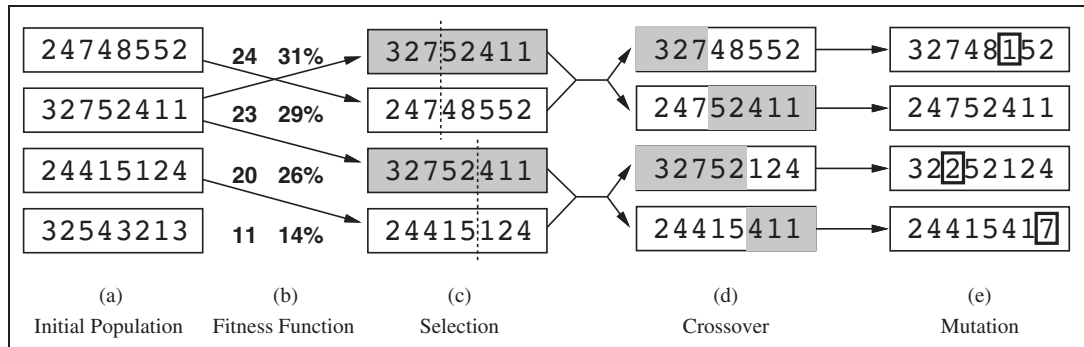 24748552 24 31% 32752411 32748552 32748152
32752411 23 29% 24748552 24752411 24752411
24415124 20 26% 32752411 32752124 32252124
32543213 11 14% 24415124 24415411 24415417
(a) (b) (c) (d) (e)
Initial Population Fitness Function Selection Crossover Mutation